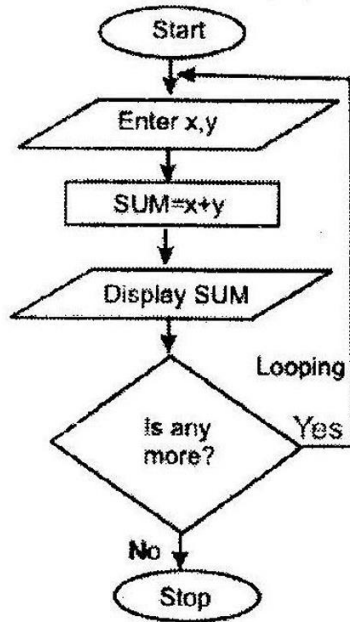 Start
Enter x,y
SUM=x+y
Display SUM
Looping
Is any
more?
Yes
No
Stop